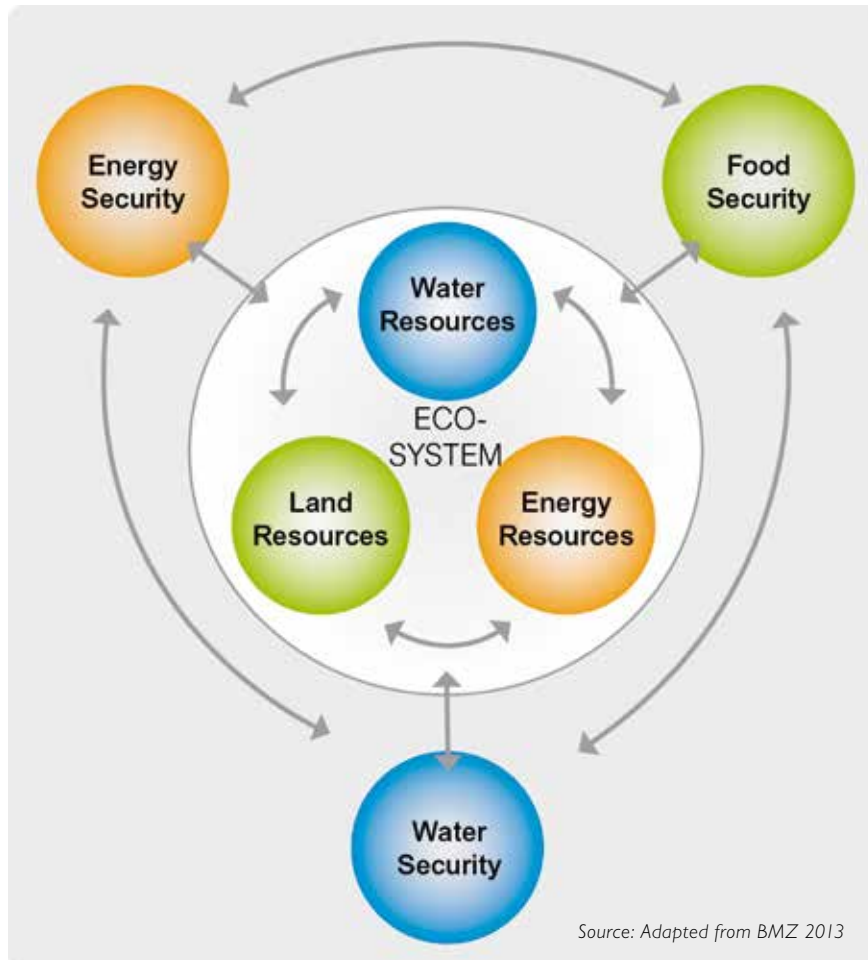 Energy
Security
Food
Security
Water
Resources
ECO-
SYSTEM
Land
Resources
Energy
Resources
Water
Security
Source: Adapted from BMZ 2013